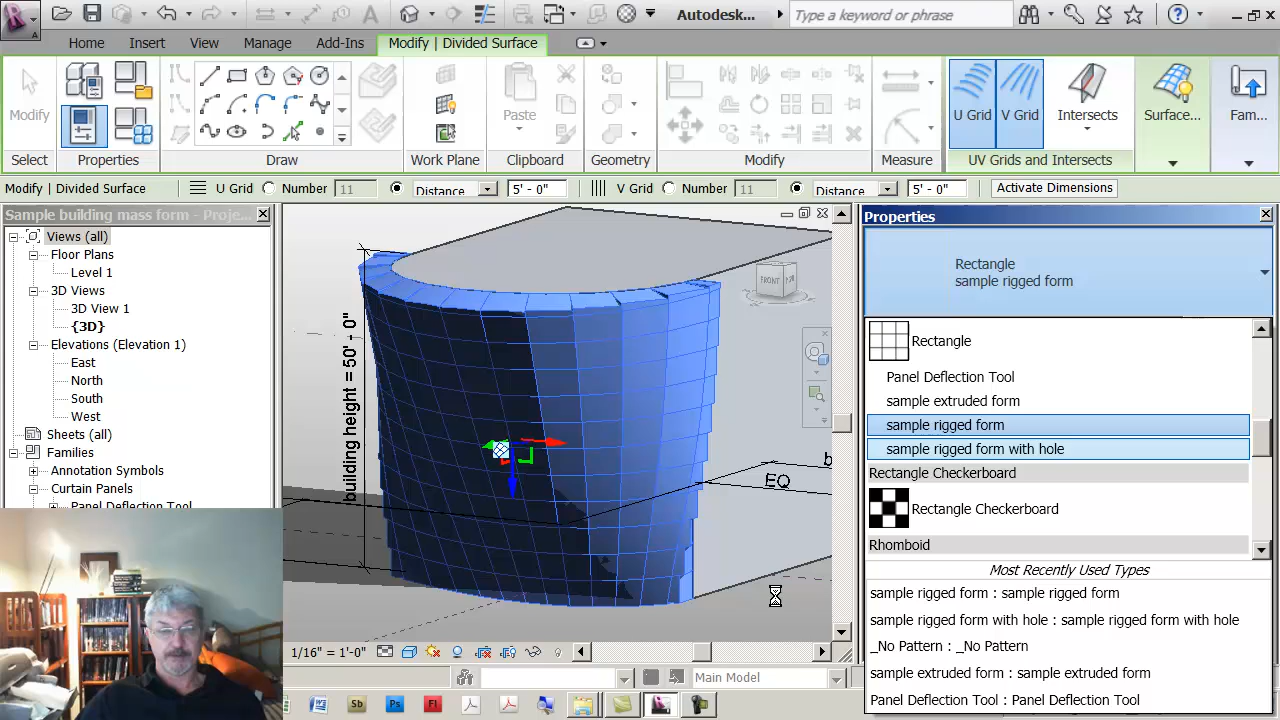 Autodesk...
Type a keyword or phrase
Home
Insert
View
Manage
Add-Ins
Modify | Divided Surface
Modify
Paste
U Grid
V Grid
Intersects
Surface...
Fam...
Select
Properties
Draw
Work Plane
Clipboard
Geometry
Modify
Measure
UV Grids and Intersects
Modify | Divided Surface
U Grid
Number
11
Distance
5' - 0"
V Grid
Number
11
Distance
5' - 0"
Activate Dimensions
Sample building mass form - Proje...
Views (all)
Floor Plans
Level 1
3D Views
3D View 1
{3D}
Elevations (Elevation 1)
East
North
South
West
Sheets (all)
Families
Annotation Symbols
Curtain Panels
Panel Deflection Tool
building height = 50' - 0"
FRONT
b
EQ
1/16" = 1'-0"
Main Model
Properties
Rectangle
sample rigged form
Rectangle
Panel Deflection Tool
sample extruded form
sample rigged form
sample rigged form with hole
Rectangle Checkerboard
Rectangle Checkerboard
Rhomboid
Most Recently Used Types
sample rigged form : sample rigged form
sample rigged form with hole : sample rigged form with hole
_No Pattern : _No Pattern
sample extruded form : sample extruded form
Panel Deflection Tool : Panel Deflection Tool